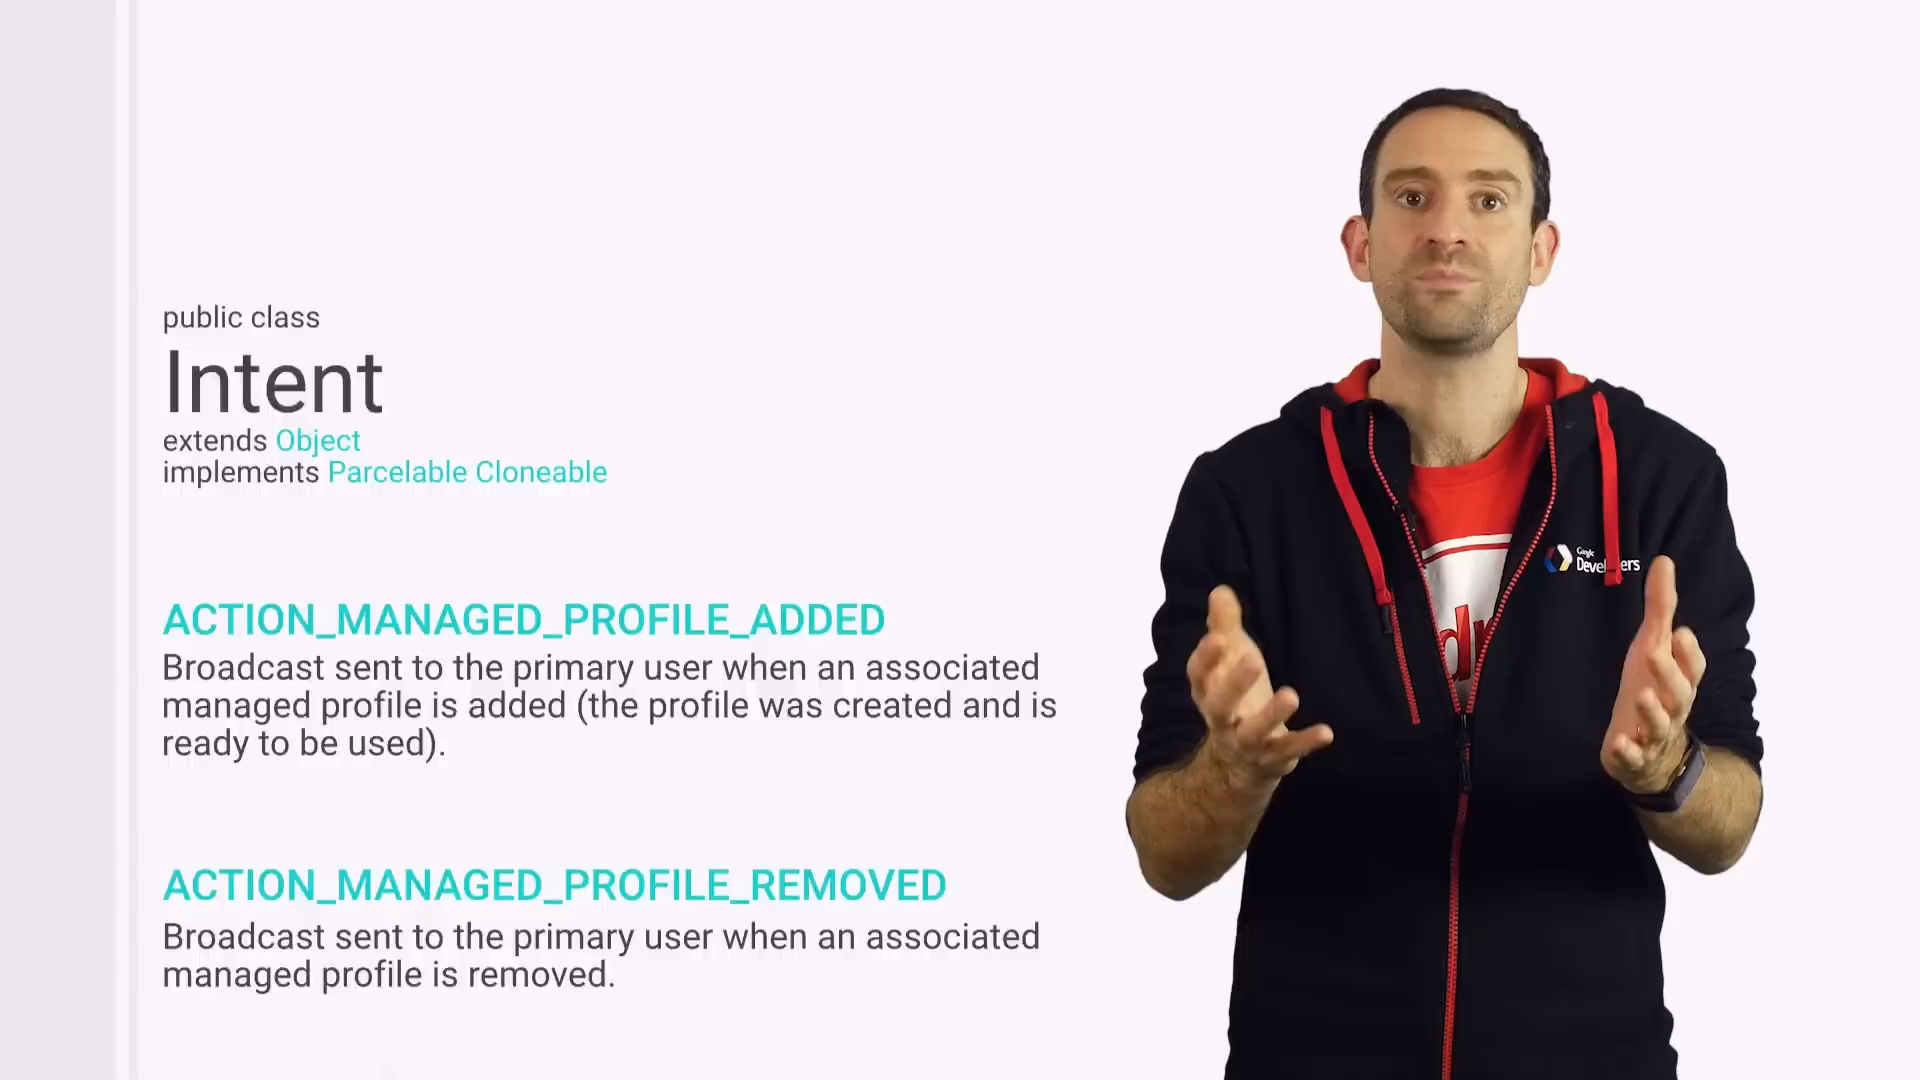 public class
Intent
extends Object
implements Parcelable Cloneable
ACTION_MANAGED_PROFILE_ADDED
Broadcast sent to the primary user when an associated
managed profile is added (the profile was created and is
ready to be used).
ACTION_MANAGED_PROFILE_REMOVED
Broadcast sent to the primary user when an associated
managed profile is removed.
Google